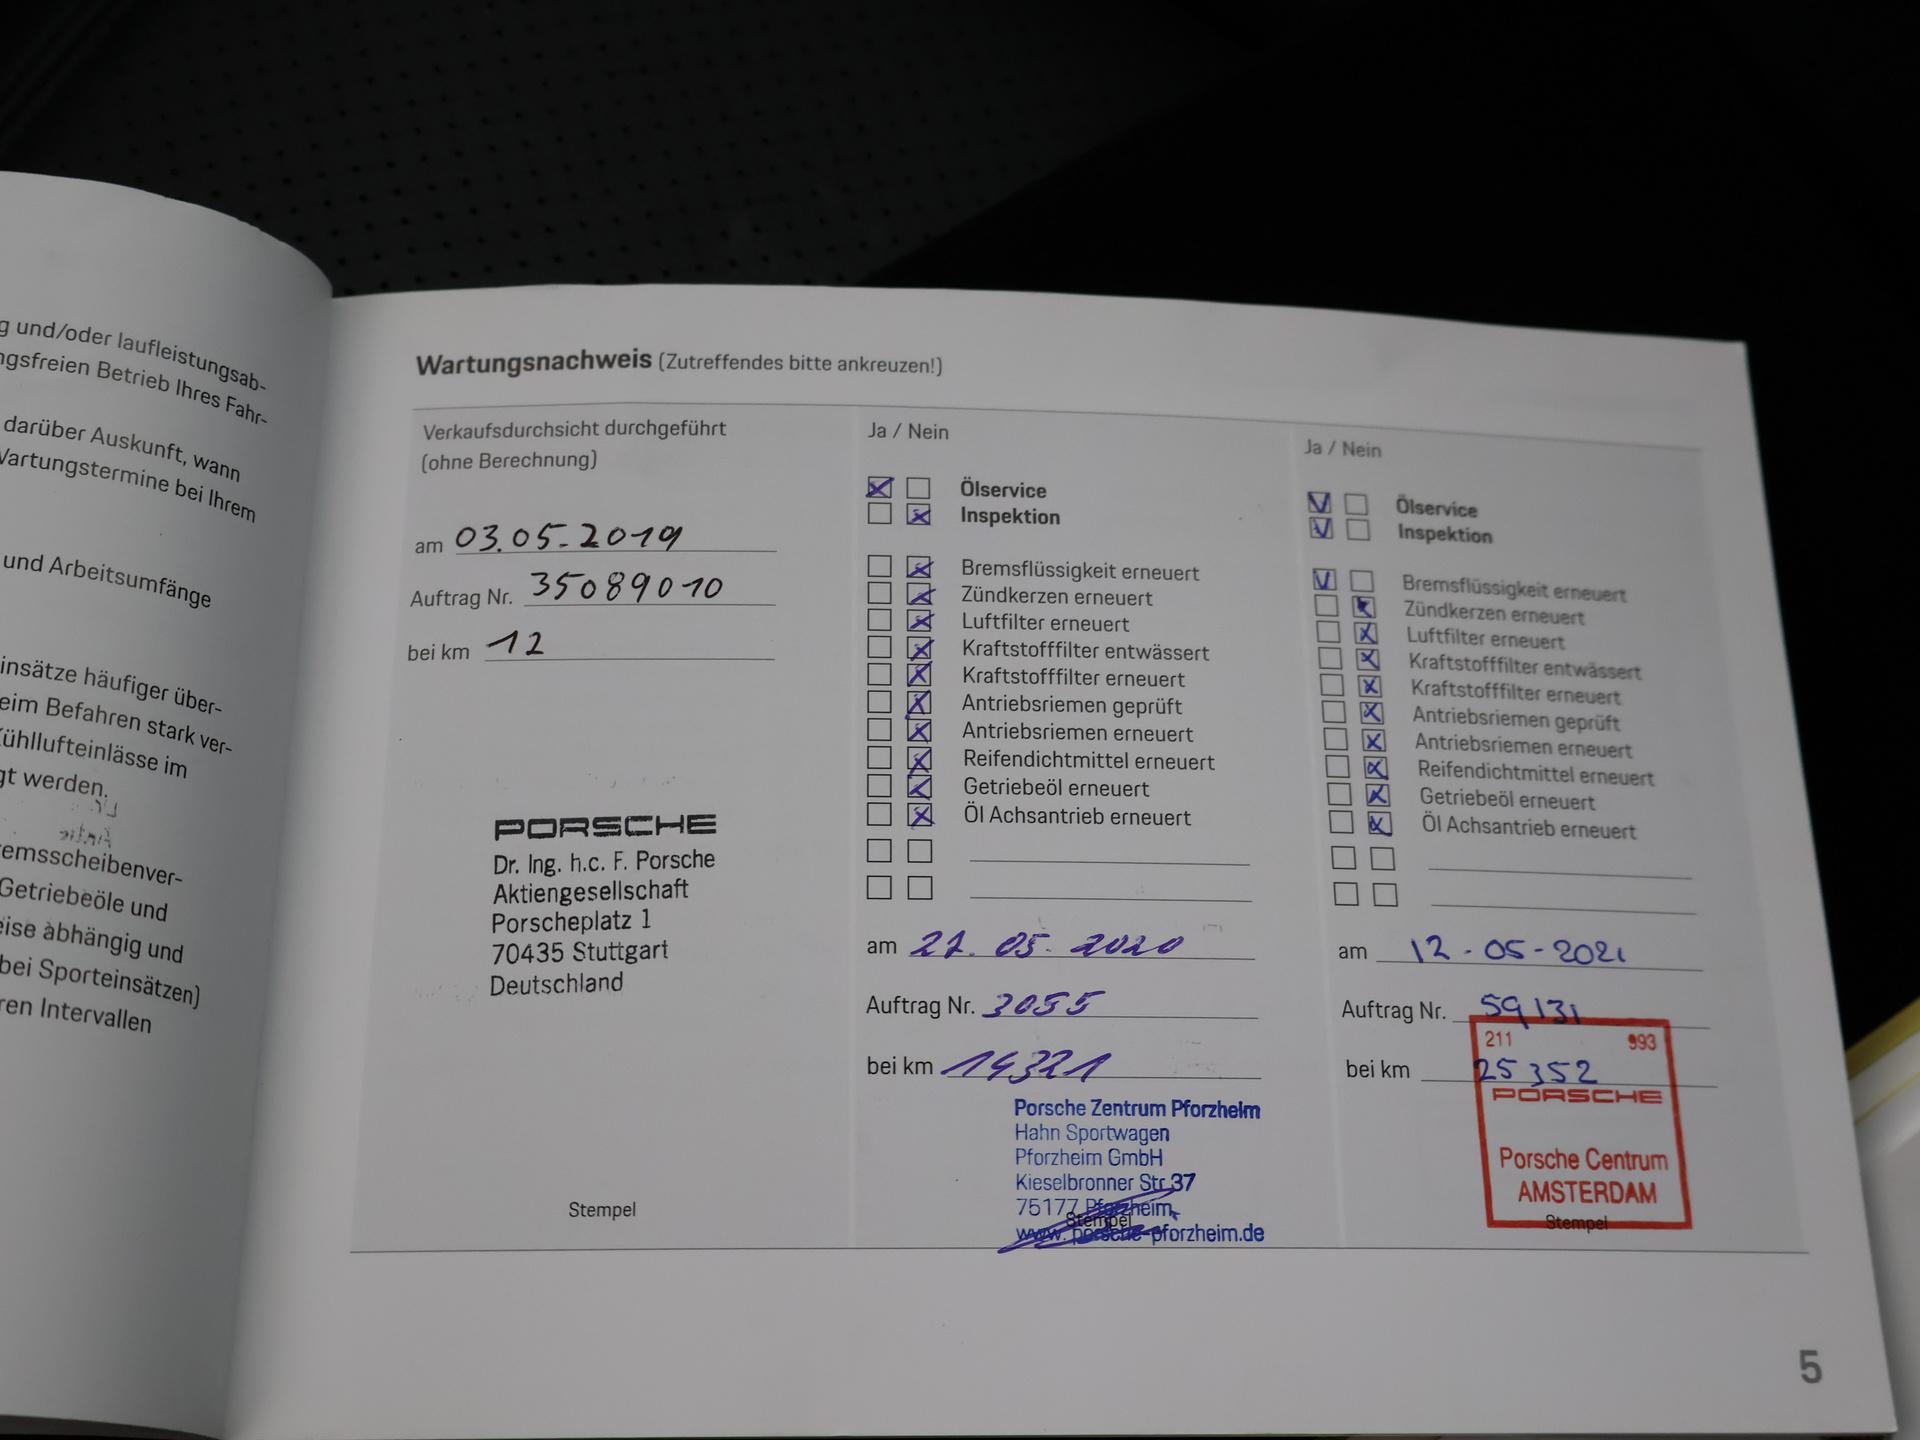 g und/oder laufleistungsab-
ngsfreien Betrieb Ihres Fahr-
darüber Auskunft, wann
Wartungstermine bei Ihrem
und Arbeitsumfänge
insätze häufiger über-
eim Befahren stark ver-
Kühllufteinlässe im
gt werden.
emsscheibenver-
Getriebeöle und
eise abhängig und
bei Sporteinsätzen)
ren Intervallen
Wartungsnachweis (Zutreffendes bitte ankreuzen!)
Verkaufsdurchsicht durchgeführt
(ohne Berechnung)
am 03.05.2019
Auftrag Nr. 35089010
bei km 12
PORSCHE
Dr. Ing. h.c. F. Porsche
Aktiengesellschaft
Porscheplatz 1
70435 Stuttgart
Deutschland
Stempel
Ja / Nein
Ölservice
Inspektion
Bremsflüssigkeit erneuert
Zündkerzen erneuert
Luftfilter erneuert
Kraftstofffilter entwässert
Kraftstofffilter erneuert
Antriebsriemen geprüft
Antriebsriemen erneuert
Reifendichtmittel erneuert
Getriebeöl erneuert
Öl Achsantrieb erneuert
am 27.05.2020
Auftrag Nr. 3055
bei km 14321
Porsche Zentrum Pforzheim
Hahn Sportwagen
Pforzheim GmbH
Kieselbronner Str.37
75177 Pforzheim
Stempel
www.porsche-pforzheim.de
Ja / Nein
Ölservice
Inspektion
Bremsflüssigkeit erneuert
Zündkerzen erneuert
Luftfilter erneuert
Kraftstofffilter entwässert
Kraftstofffilter erneuert
Antriebsriemen geprüft
Antriebsriemen erneuert
Reifendichtmittel erneuert
Getriebeöl erneuert
Öl Achsantrieb erneuert
am 12-05-2021
Auftrag Nr. 59131
211 993
bei km 25352
PORSCHE
Porsche Centrum
AMSTERDAM
Stempel
5